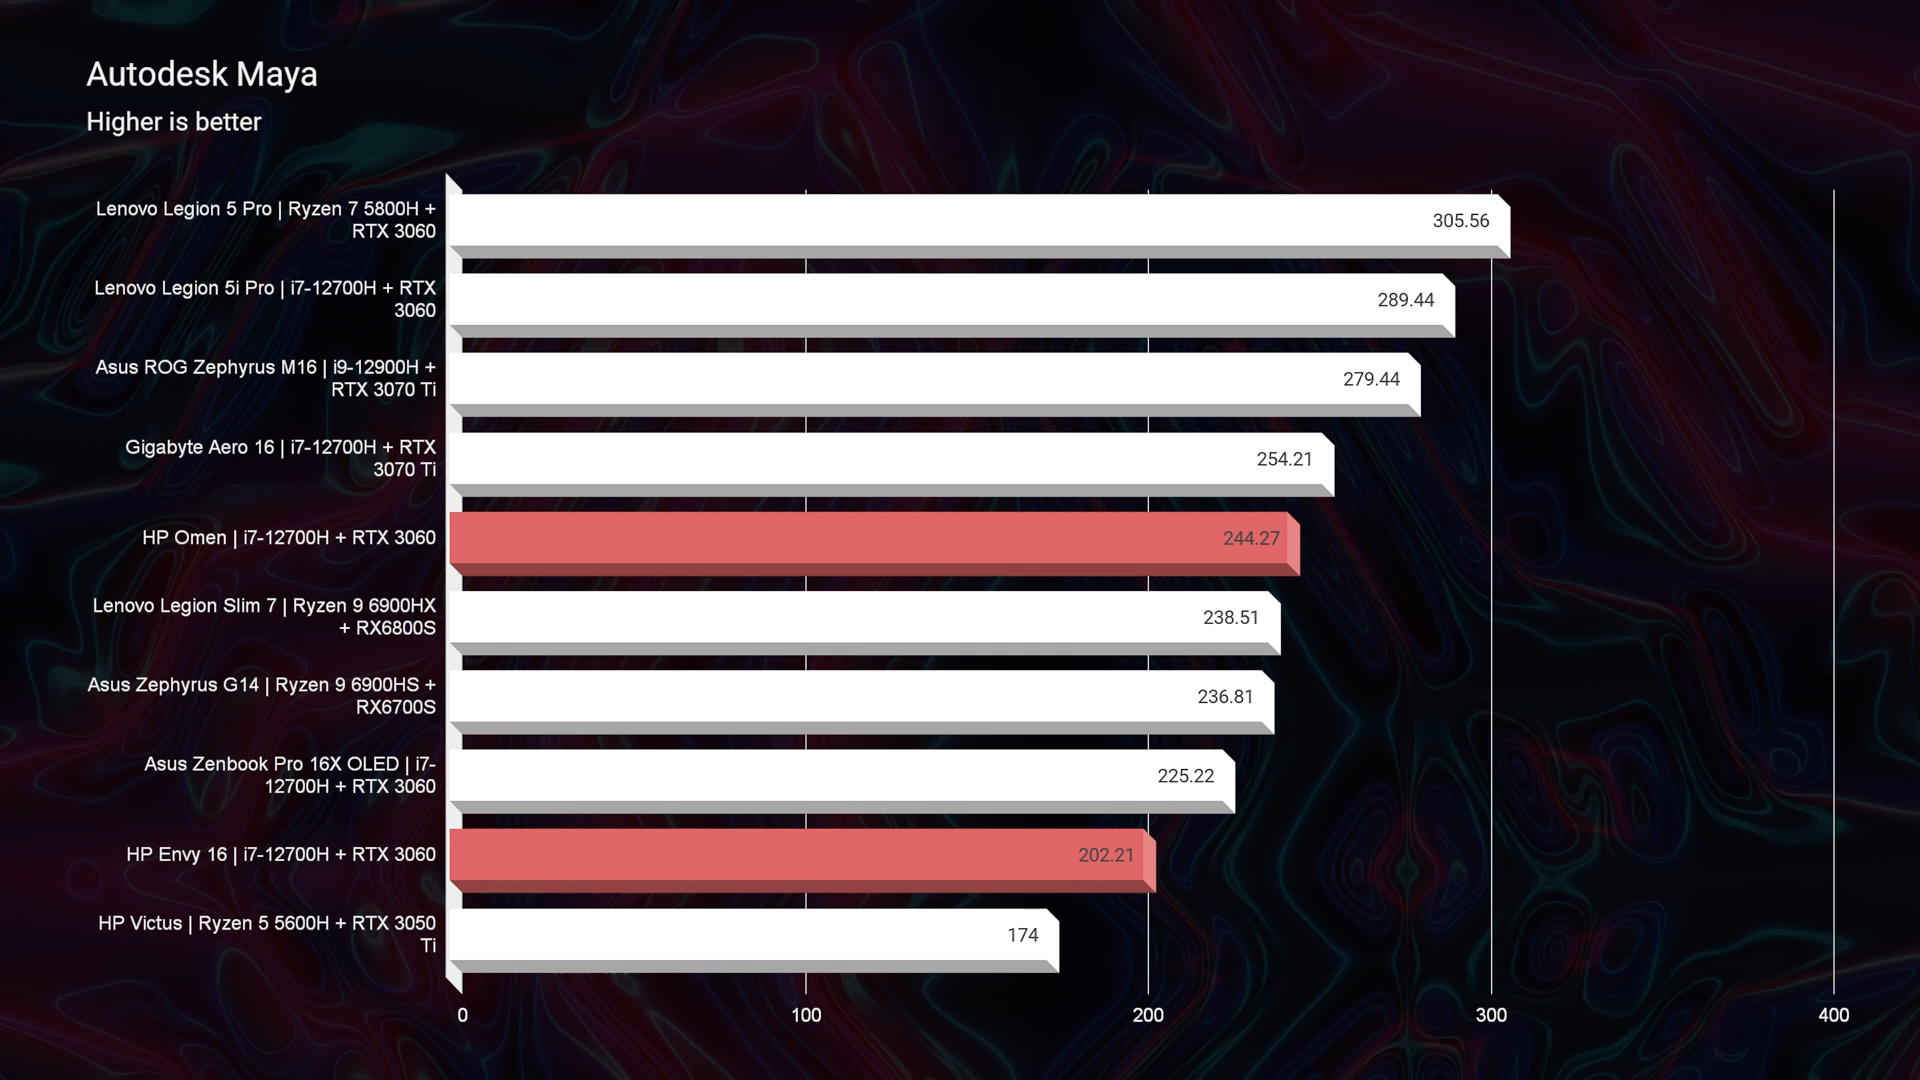 Autodesk Maya
Higher is better
Lenovo Legion 5 Pro | Ryzen 7 5800H +
RTX 3060
305.56
Lenovo Legion 5i Pro | i7-12700H + RTX
3060
289.44
Asus ROG Zephyrus M16 | i9-12900H +
RTX 3070 Ti
279.44
Gigabyte Aero 16 | i7-12700H + RTX
3070 Ti
254.21
HP Omen | i7-12700H + RTX 3060
244.27
Lenovo Legion Slim 7 | Ryzen 9 6900HX
+ RX6800S
238.51
Asus Zephyrus G14 | Ryzen 9 6900HS +
RX6700S
236.81
Asus Zenbook Pro 16X OLED | i7-
12700H + RTX 3060
225.22
HP Envy 16 | i7-12700H + RTX 3060
202.21
HP Victus | Ryzen 5 5600H + RTX 3050
Ti
174
0 100 200 300 400